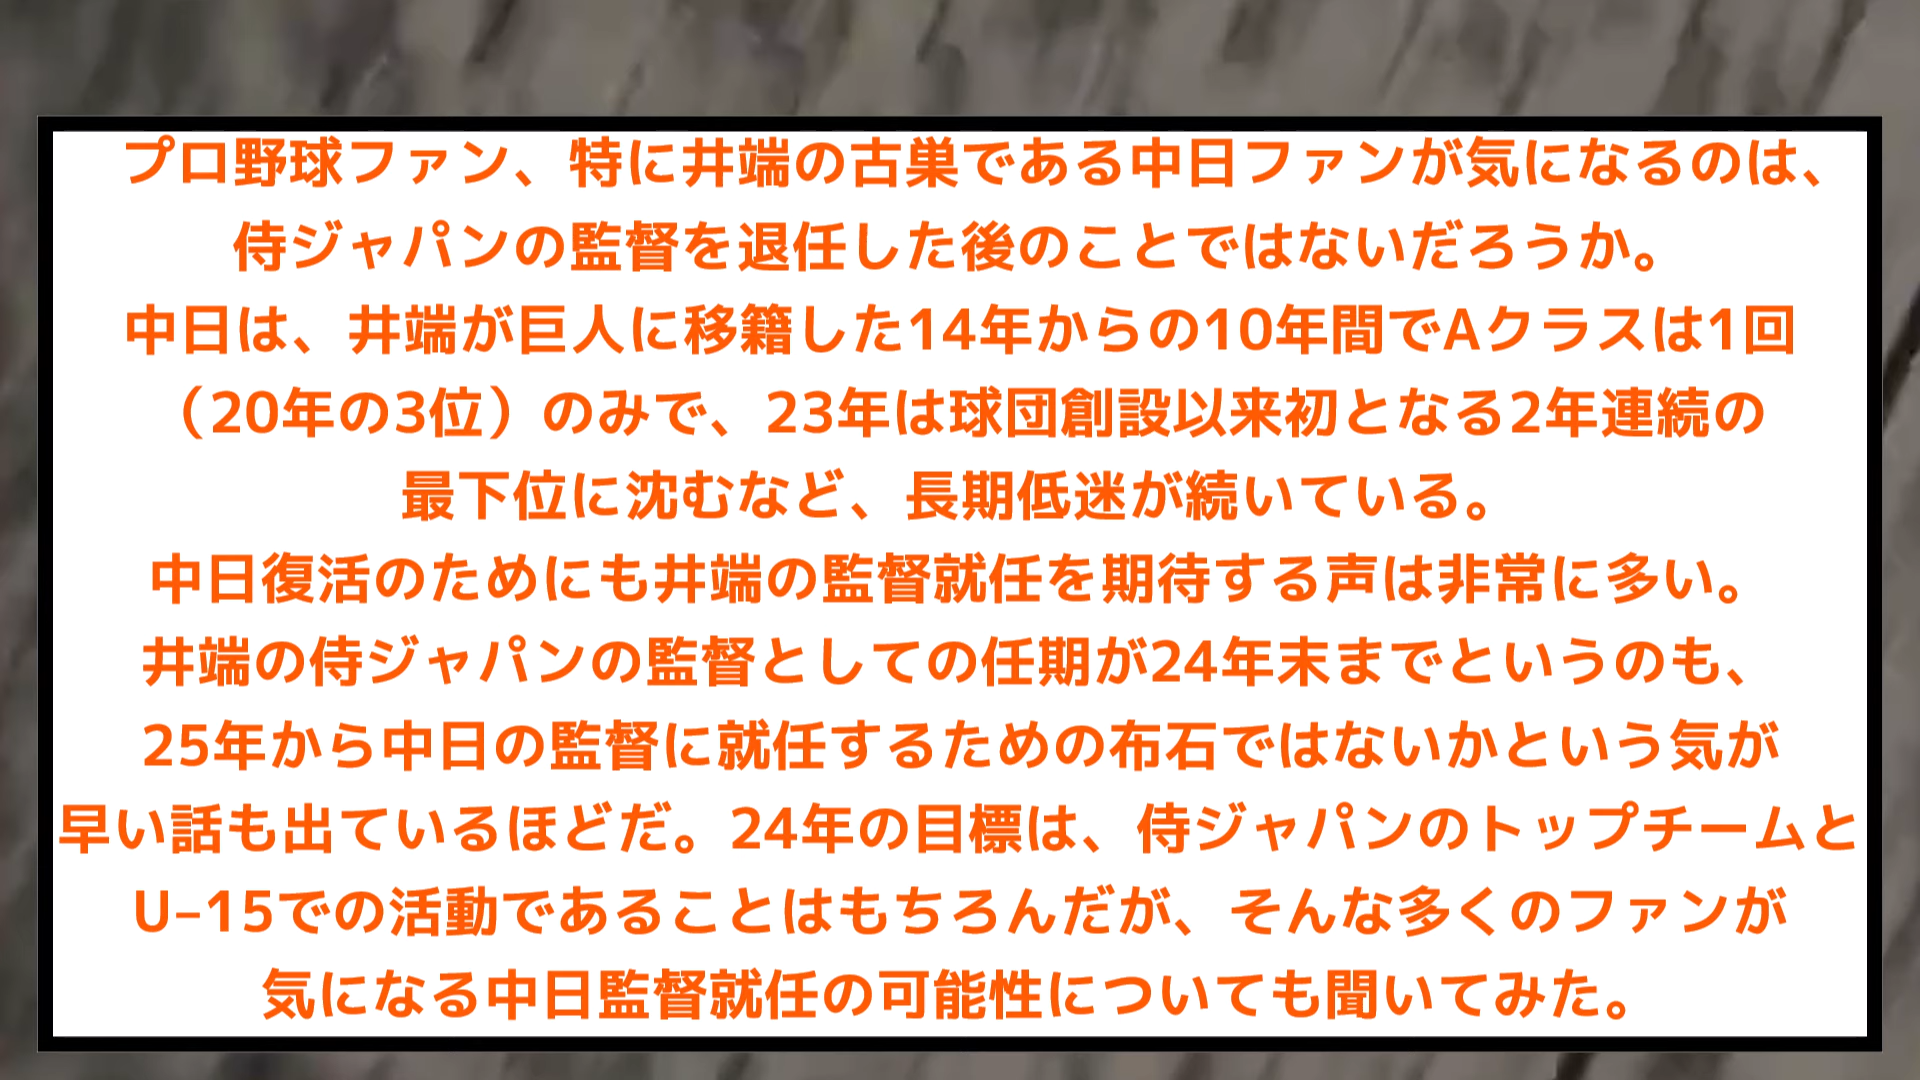 プロ野球ファン、特に井端の古巣である中日ファンが気になるのは、
侍ジャパンの監督を退任した後のことではないだろうか。
中日は、井端が巨人に移籍した14年からの10年間でAクラスは1回
（20年の3位）のみで、23年は球団創設以来初となる2年連続の
最下位に沈むなど、長期低迷が続いている。
中日復活のためにも井端の監督就任を期待する声は非常に多い。
井端の侍ジャパンの監督としての任期が24年末までというのも、
25年から中日の監督に就任するための布石ではないかという気が
早い話も出ているほどだ。24年の目標は、侍ジャパンのトップチームと
U–15での活動であることはもちろんだが、そんな多くのファンが
気になる中日監督就任の可能性についても聞いてみた。